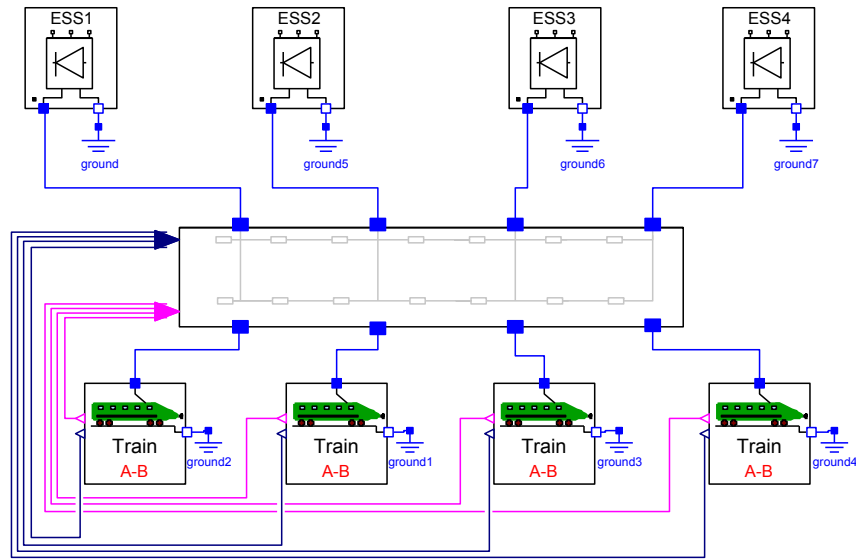 ESS1
ESS2
ESS3
ESS4
ground
ground5
ground6
ground7
Train
A-B
ground2
Train
A-B
ground1
Train
A-B
ground3
Train
A-B
ground4